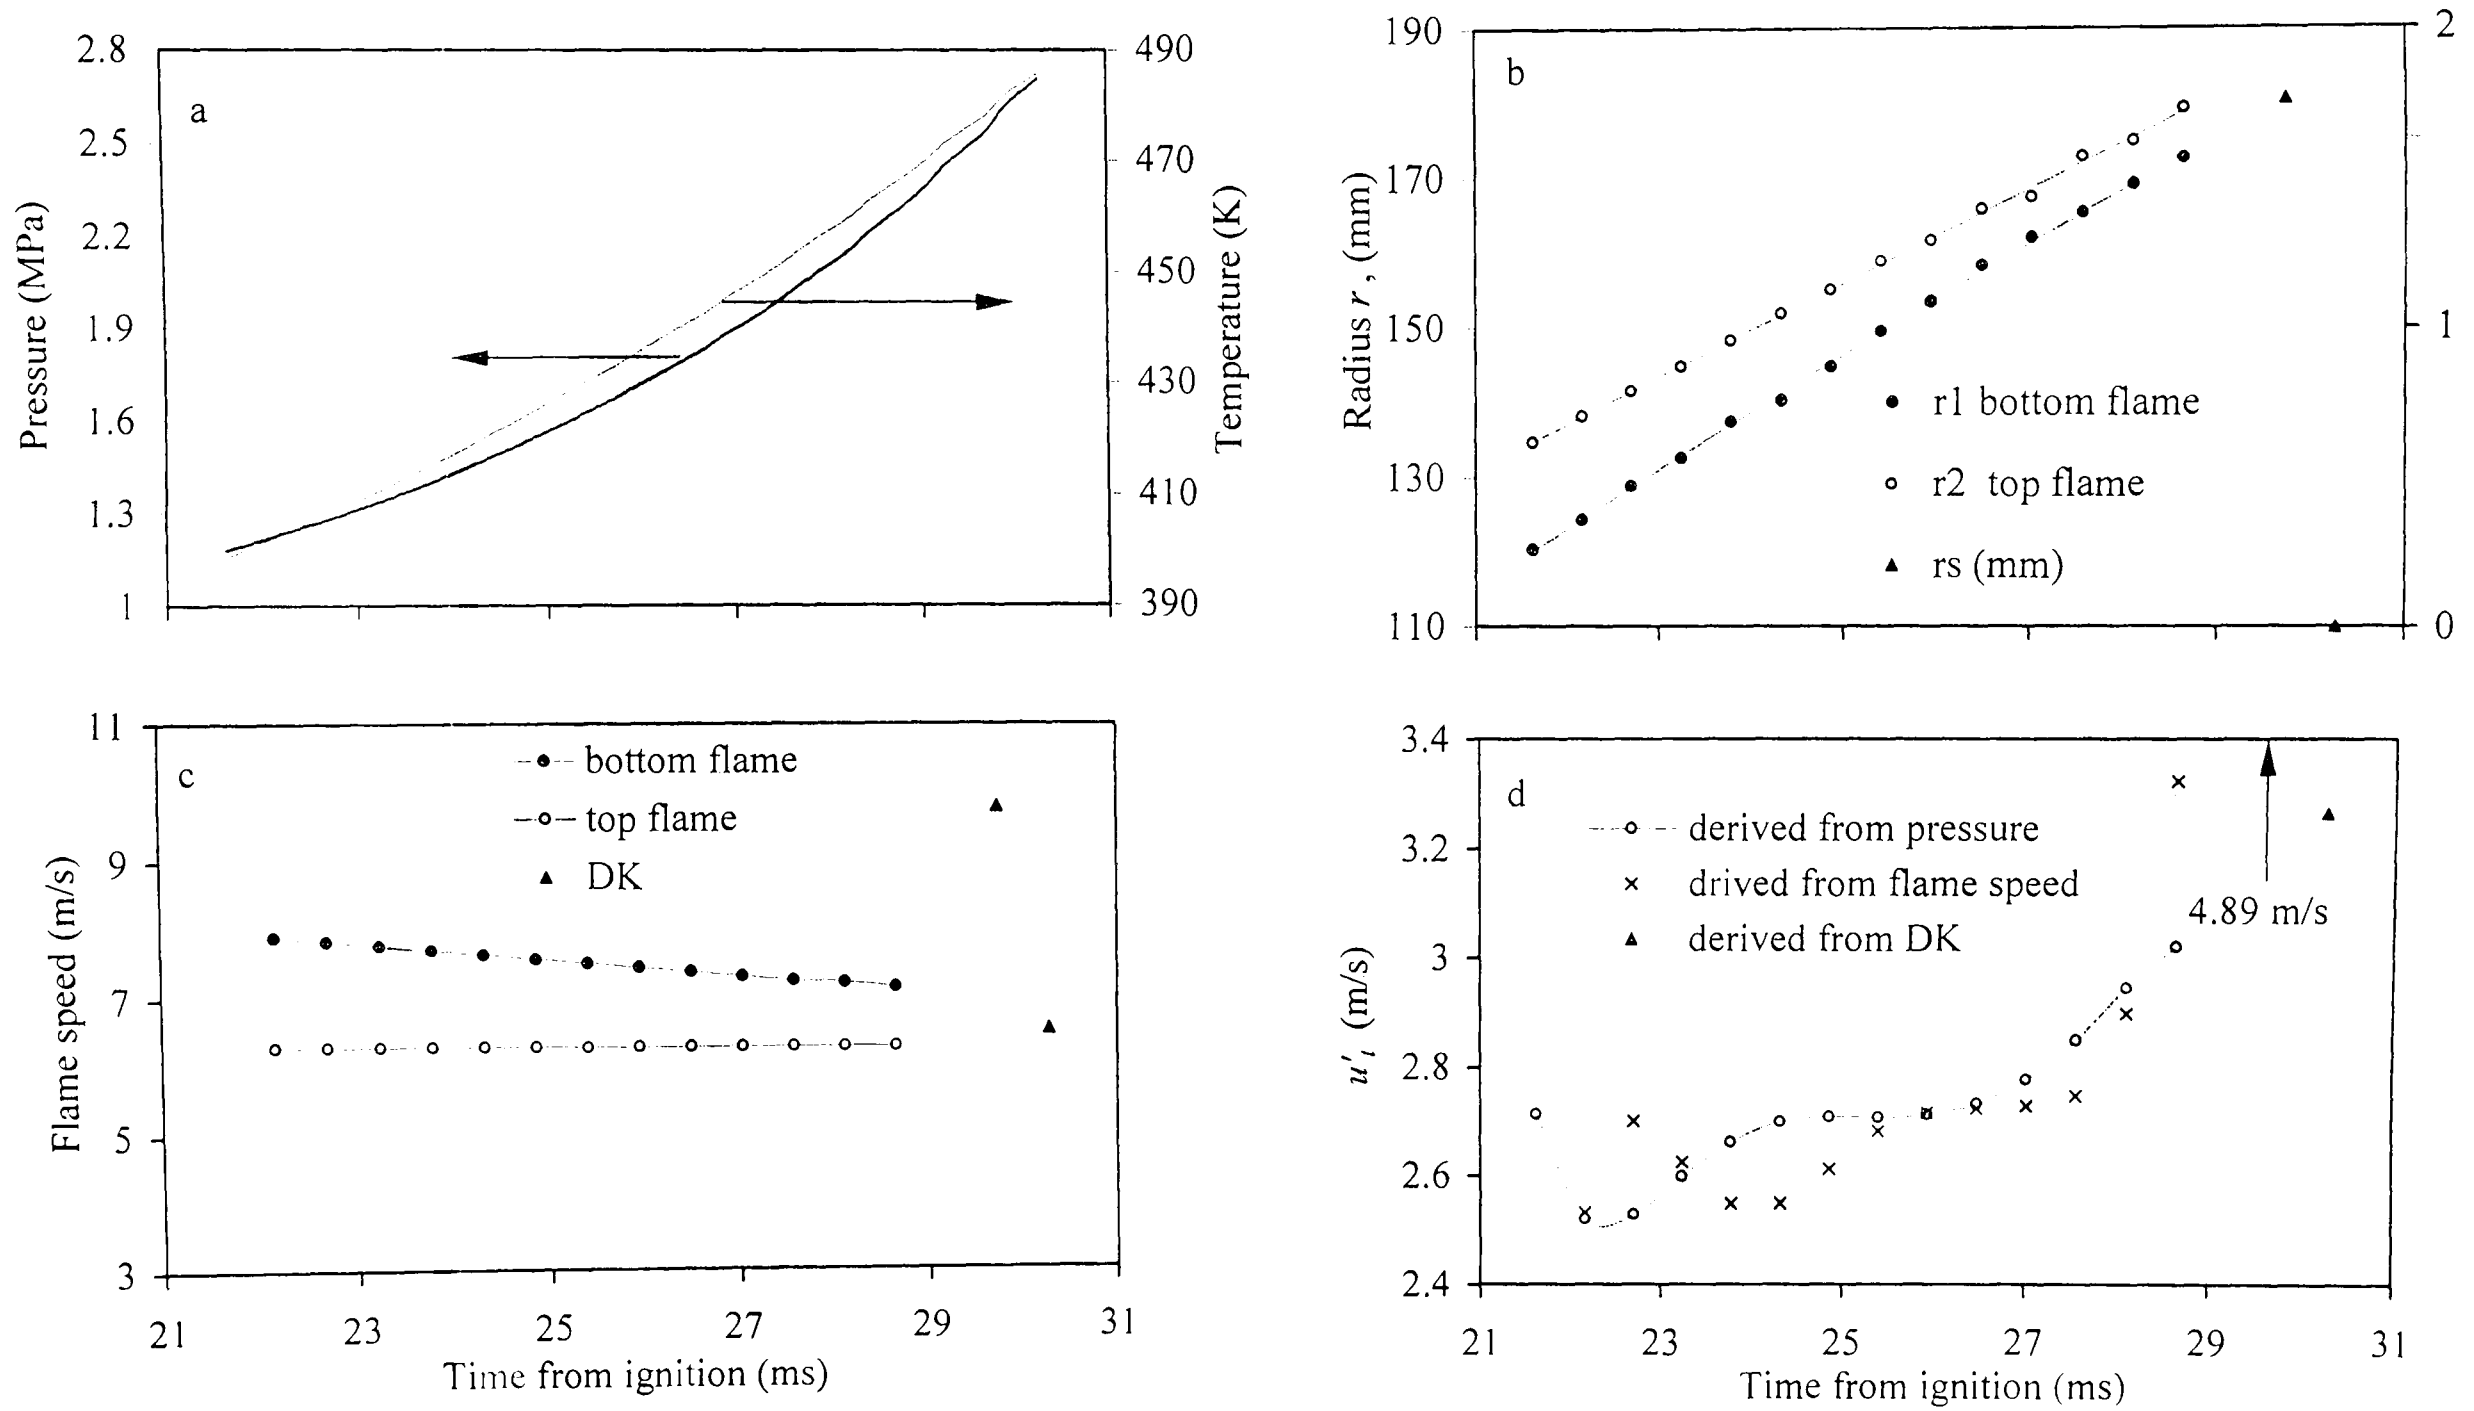 a
2.8
2.5
2.2
1.9
1.6
1.3
1
Pressure (MPa)
490
470
450
430
410
390
Temperature (K)
b
190
170
150
130
110
Radius r , (mm)
2
1
0
r1 bottom flame
r2 top flame
rs (mm)
c
11
9
7
5
3
Flame speed (m/s)
bottom flame
top flame
DK
21 23 25 27 29 31
Time from ignition (ms)
d
3.4
3.2
3
2.8
2.6
2.4
u't (m/s)
derived from pressure
drived from flame speed
derived from DK
4.89 m/s
21 23 25 27 29 31
Time from ignition (ms)